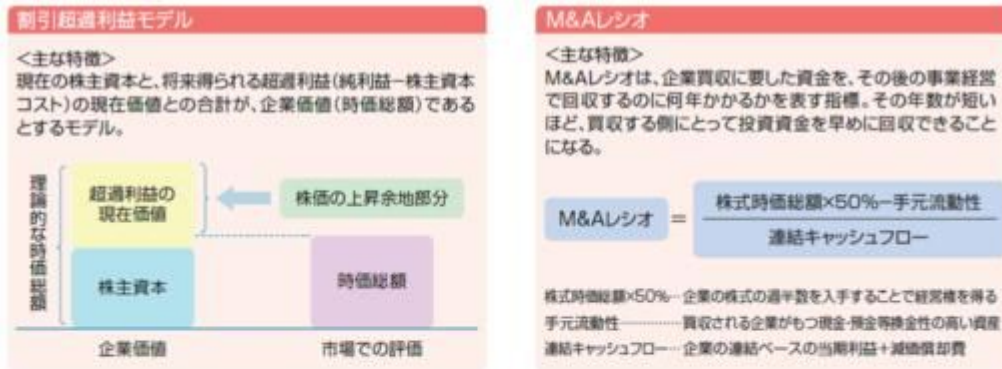 割引超過利益モデル
<主な特徴>
現在の株主資本と、将来得られる超過利益(純利益－株主資本
コスト)の現在価値との合計が、企業価値(時価総額)である
とするモデル。
理論的な時価総額
超過利益の
現在価値
株価の上昇余地部分
株主資本
時価総額
企業価値
市場での評価
M&Aレシオ
<主な特徴>
M&Aレシオは、企業買収に要した資金を、その後の事業経営
で回収するのに何年かかるかを表す指標。その年数が短い
ほど、買収する側にとって投資資金を早めに回収できること
になる。
M&Aレシオ
=
株式時価総額×50%－手元流動性
連結キャッシュフロー
株式時価総額×50%…企業の株式の過半数を入手することで経営権を得る
手元流動性…………買収される企業がもつ現金・預金等換金性の高い資産
連結キャッシュフロー…企業の連結ベースの当期利益+減価償却費